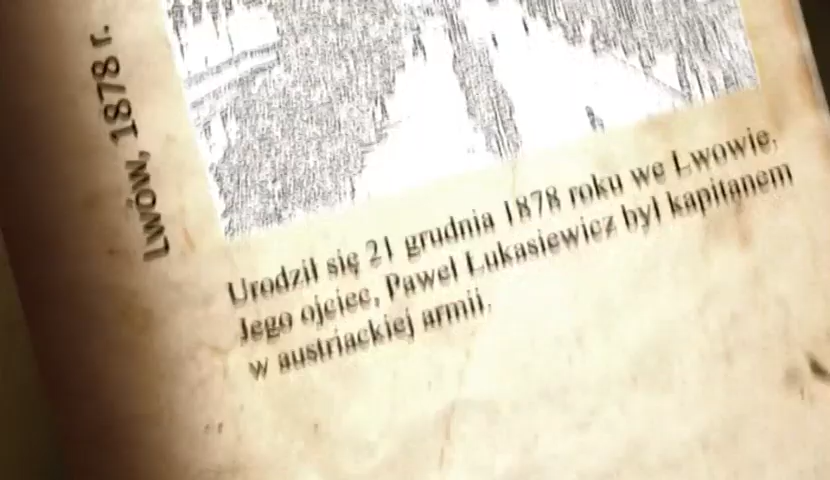 Lwów, 1878 r.
Urodził się 21 grudnia 1878 roku we Lwowie.
Jego ojciec, Paweł Łukasiewicz był kapitanem
w austriackiej armii.